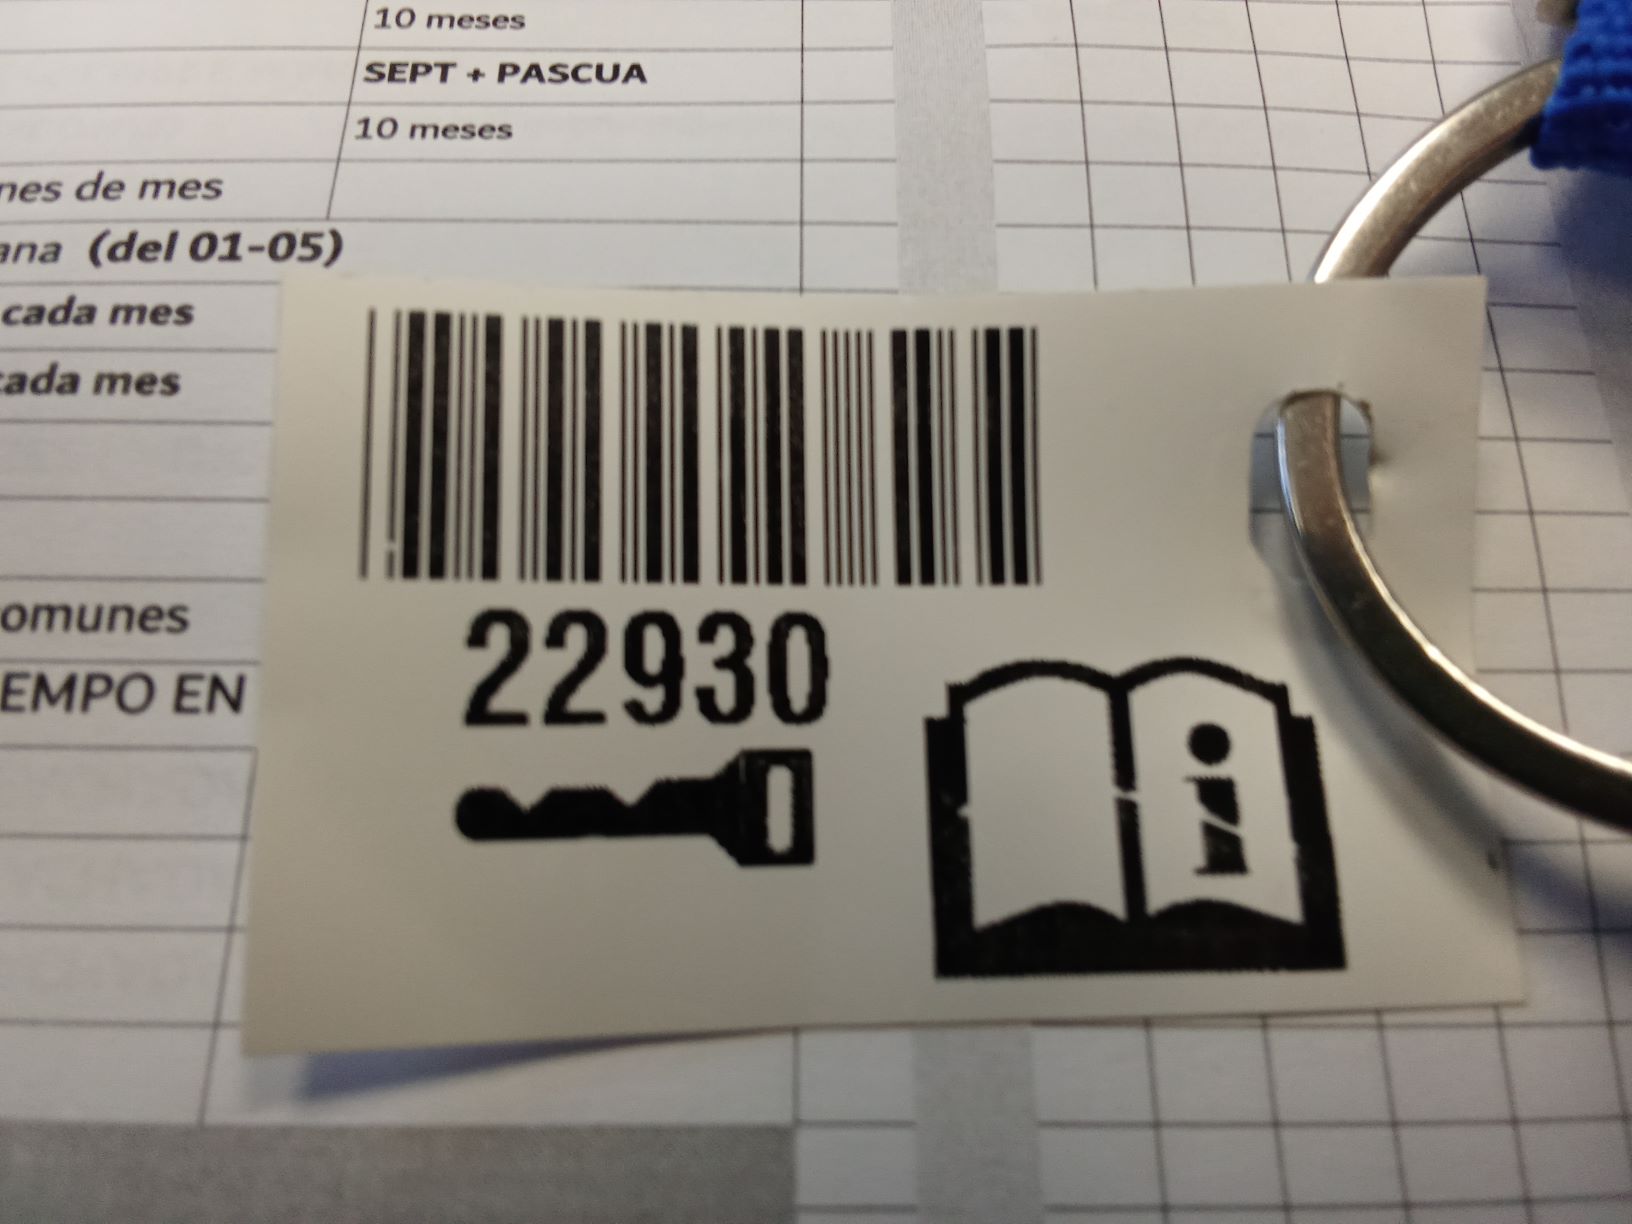 10 meses
SEPT + PASCUA
10 meses
nes de mes
ana (del 01-05)
cada mes
cada mes
22930
omunes
EMPO EN
i